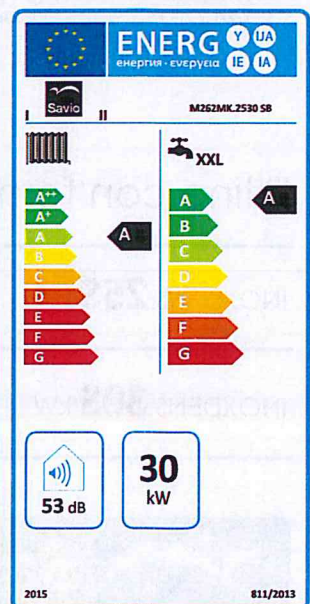 ENERG Y IJA
енергия · ενεργεια IE IA
I Savio II
M262MK.2530 SB
XXL
A++
A+
A
B
C
D
E
F
G
A
A
B
C
D
E
F
G
A
53 dB
30
kW
2015
811/2013